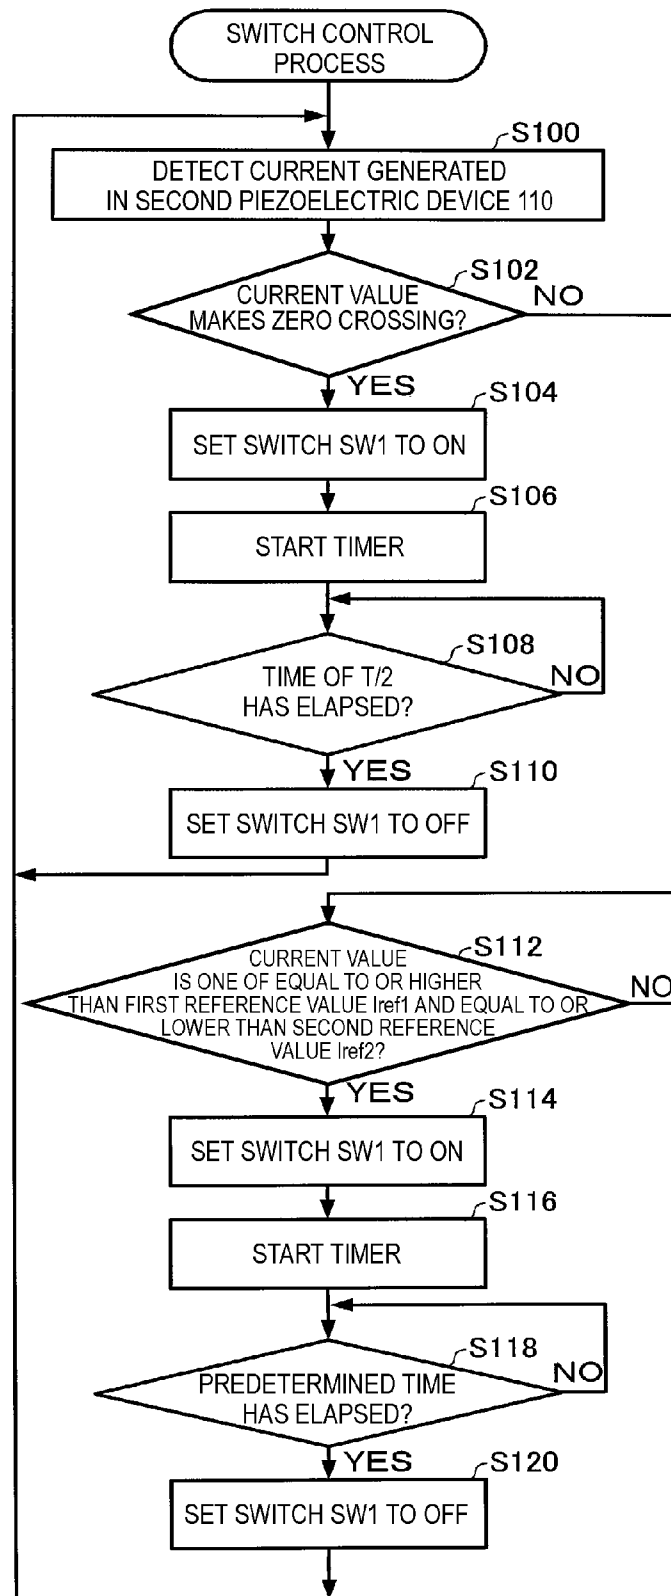 SWITCH CONTROL
PROCESS
S100
DETECT CURRENT GENERATED
IN SECOND PIEZOELECTRIC DEVICE 110
S102
CURRENT VALUE
MAKES ZERO CROSSING?
NO
YES
S104
SET SWITCH SW1 TO ON
S106
START TIMER
S108
TIME OF T/2
HAS ELAPSED?
NO
YES
S110
SET SWITCH SW1 TO OFF
S112
CURRENT VALUE
IS ONE OF EQUAL TO OR HIGHER
THAN FIRST REFERENCE VALUE Iref1 AND EQUAL TO OR
LOWER THAN SECOND REFERENCE
VALUE Iref2?
NO
YES
S114
SET SWITCH SW1 TO ON
S116
START TIMER
S118
PREDETERMINED TIME
HAS ELAPSED?
NO
YES
S120
SET SWITCH SW1 TO OFF